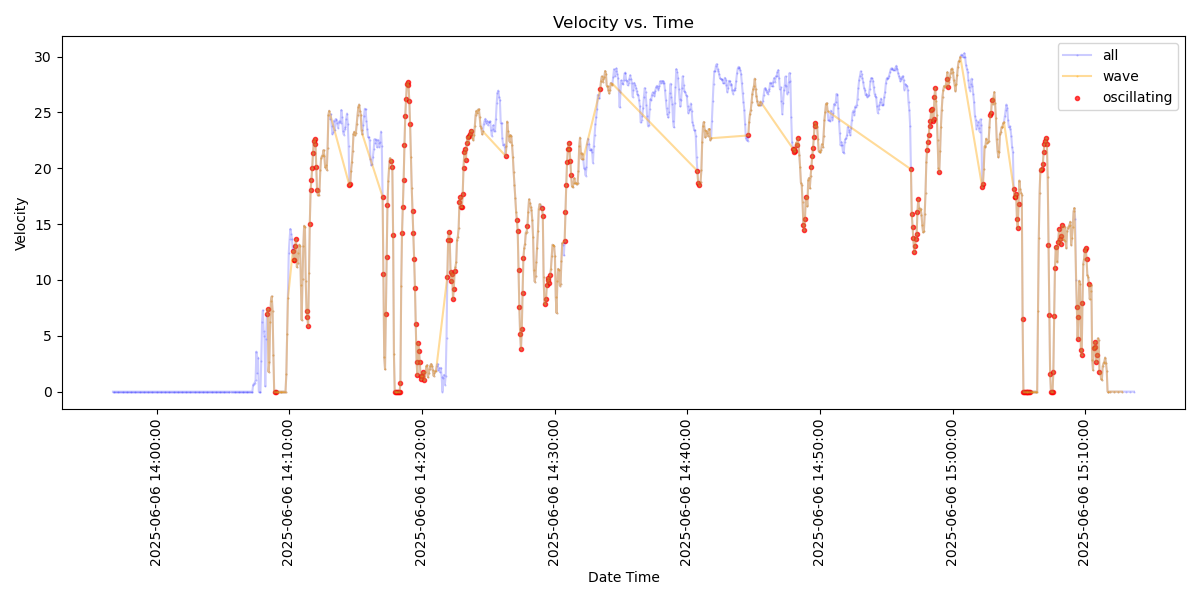 Velocity vs. Time
30
25
20
15
10
5
0
Velocity
all
wave
oscillating
2025-06-06 14:00:00
2025-06-06 14:10:00
2025-06-06 14:20:00
2025-06-06 14:30:00
2025-06-06 14:40:00
2025-06-06 14:50:00
2025-06-06 15:00:00
2025-06-06 15:10:00
Date Time